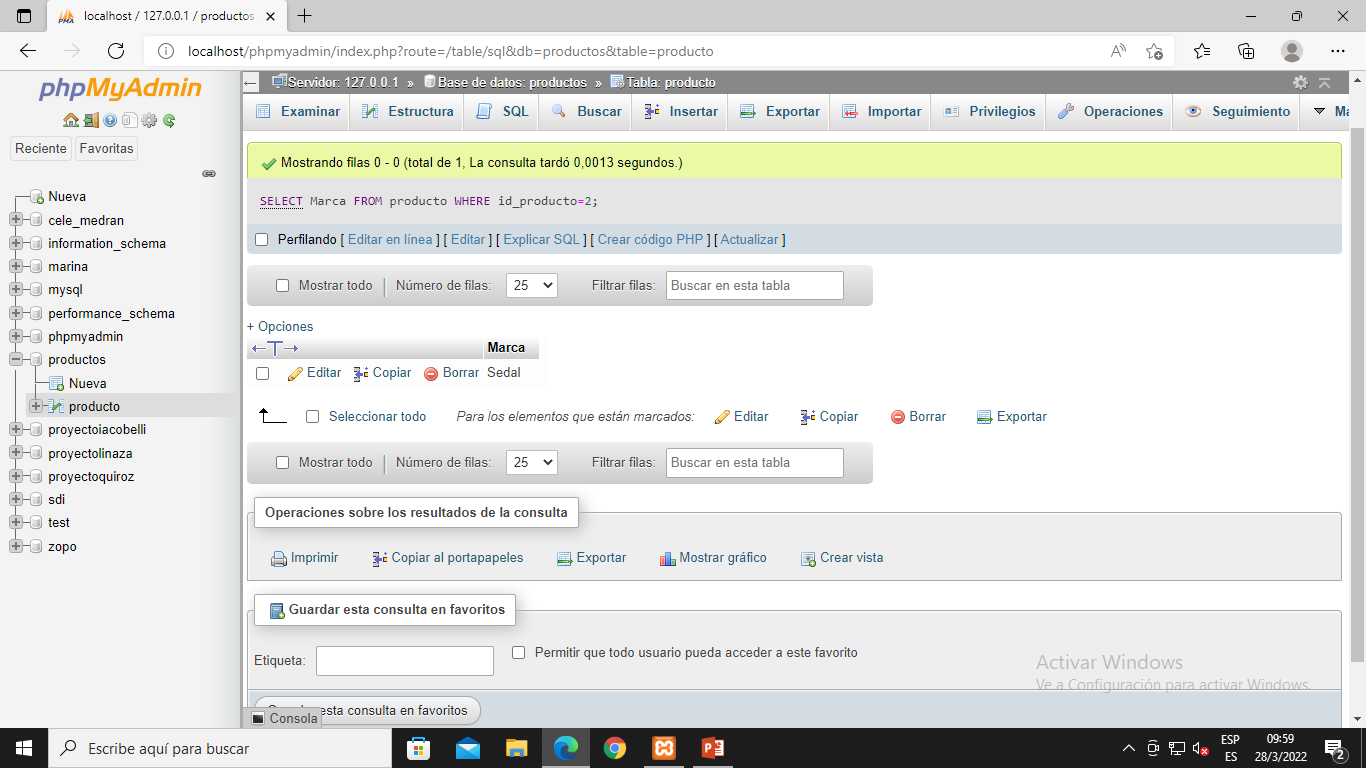 localhost / 127.0.0.1 / productos
localhost/phpmyadmin/index.php?route=/table/sql&db=productos&table=producto
phpMyAdmin
Reciente Favoritas
Nueva
cele_medran
information_schema
marina
mysql
performance_schema
phpmyadmin
productos
Nueva
producto
proyectoiacobelli
proyectolinaza
proyectoquiroz
sdi
test
zopo
Servidor: 127.0.0.1 » Base de datos: productos » Tabla: producto
Examinar Estructura SQL Buscar Insertar Exportar Importar Privilegios Operaciones Seguimiento
Mostrando filas 0 - 0 (total de 1, La consulta tardó 0,0013 segundos.)
SELECT Marca FROM producto WHERE id_producto=2;
Perfilando [ Editar en línea ] [ Editar ] [ Explicar SQL ] [ Crear código PHP ] [ Actualizar ]
Mostrar todo Número de filas: 25 Filtrar filas: Buscar en esta tabla
+ Opciones
←T→ Marca
Editar Copiar Borrar Sedal
Seleccionar todo Para los elementos que están marcados: Editar Copiar Borrar Exportar
Mostrar todo Número de filas: 25 Filtrar filas: Buscar en esta tabla
Operaciones sobre los resultados de la consulta
Imprimir Copiar al portapapeles Exportar Mostrar gráfico Crear vista
Guardar esta consulta en favoritos
Etiqueta: Permitir que todo usuario pueda acceder a este favorito
Activar Windows
Ve a Configuración para activar Windows.
esta consulta en favoritos
Consola
Escribe aquí para buscar
ESP
ES
09:59
28/3/2022
2